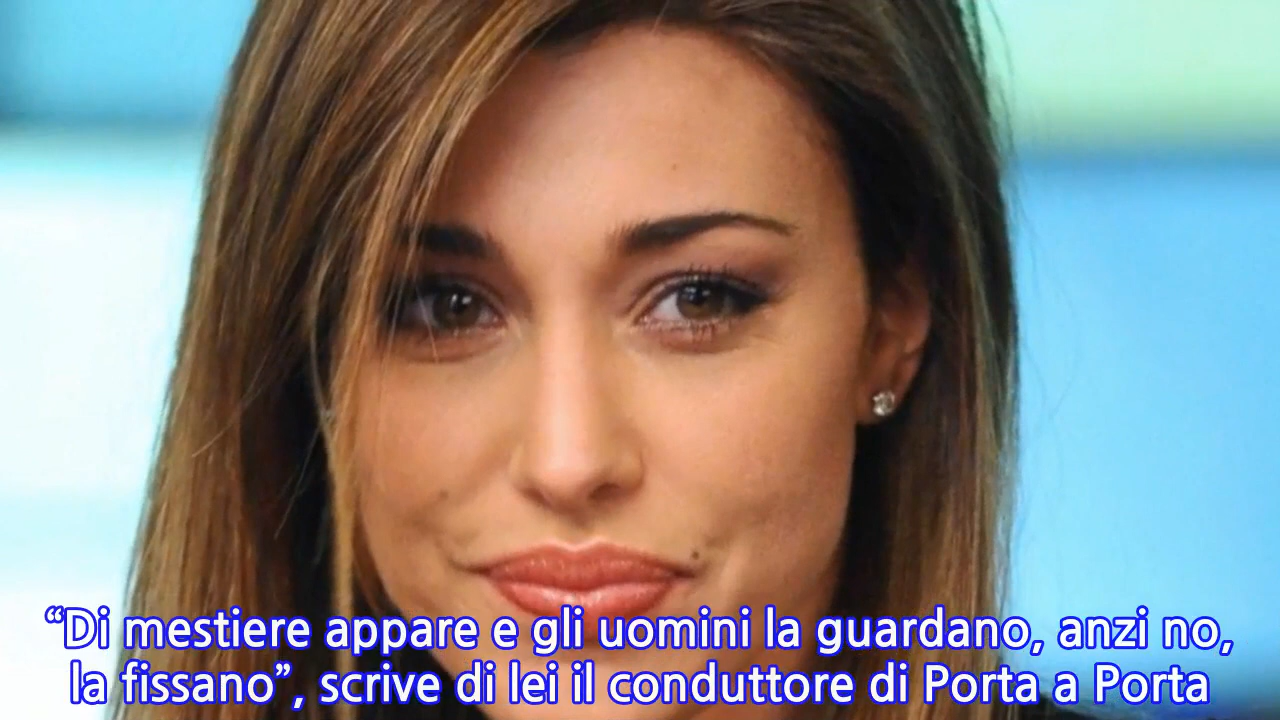 “Di mestiere appare e gli uomini la guardano, anzi no,
la fissano”, scrive di lei il conduttore di Porta a Porta